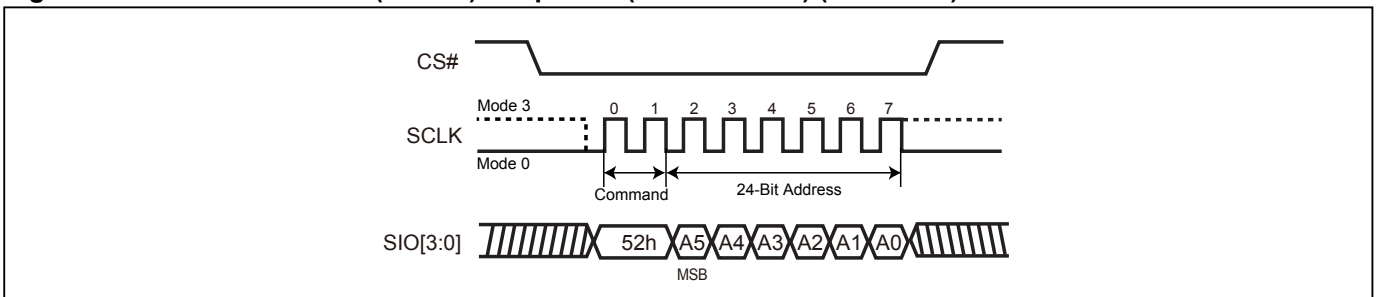 CS#
Mode 3
0 1 2 3 4 5 6 7
SCLK
Mode 0
Command
24-Bit Address
SIO[3:0]
52h A5 A4 A3 A2 A1 A0
MSB